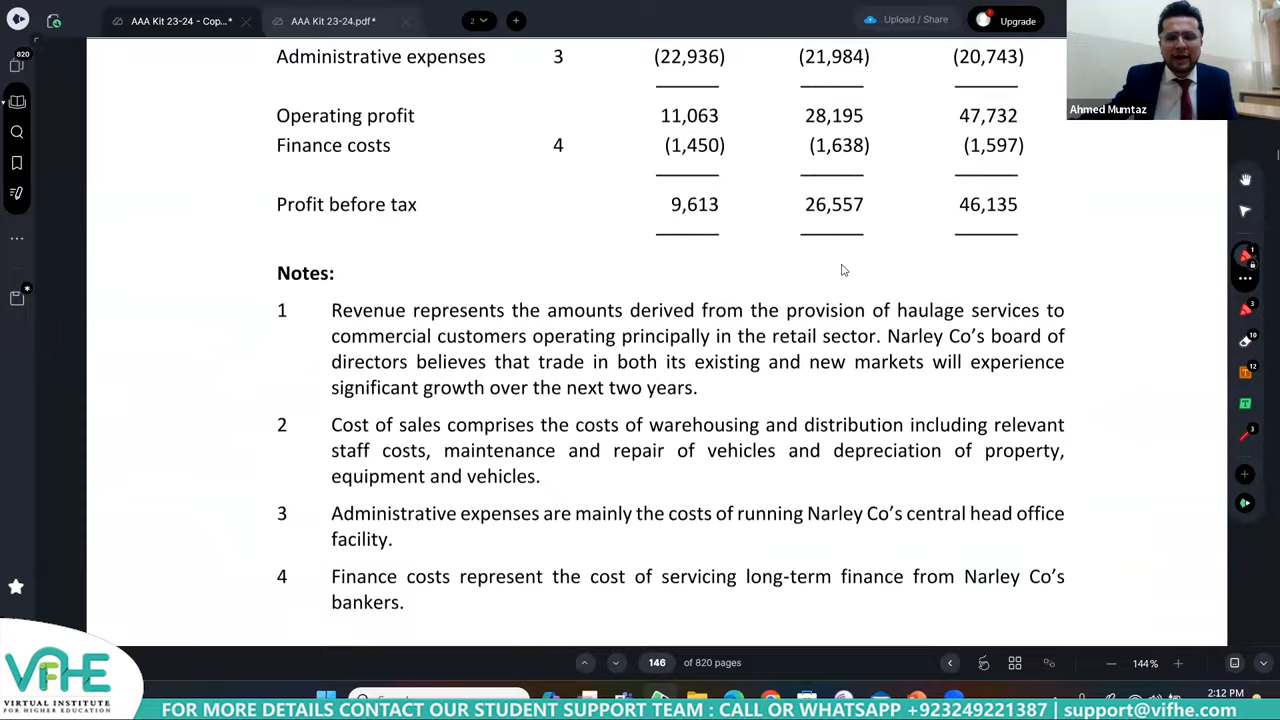 AAA Kit 23-24 - Cop...*
AAA Kit 23-24.pdf*
2
Upload / Share
Upgrade
820
Administrative expenses 3 (22,936) (21,984) (20,743)
Ahmed Mumtaz
Operating profit 11,063 28,195 47,732
Finance costs 4 (1,450) (1,638) (1,597)
Profit before tax 9,613 26,557 46,135
Notes:
1 Revenue represents the amounts derived from the provision of haulage services to
commercial customers operating principally in the retail sector. Narley Co's board of
directors believes that trade in both its existing and new markets will experience
significant growth over the next two years.
2 Cost of sales comprises the costs of warehousing and distribution including relevant
staff costs, maintenance and repair of vehicles and depreciation of property,
equipment and vehicles.
3 Administrative expenses are mainly the costs of running Narley Co's central head office
facility.
4 Finance costs represent the cost of servicing long-term finance from Narley Co's
bankers.
146 of 820 pages
144%
2:12 PM
VIFHE
VIRTUAL INSTITUTE
FOR HIGHER EDUCATION
FOR MORE DETAILS CONTACT OUR STUDENT SUPPORT TEAM : CALL OR WHATSAPP +923249221387 | support@vifhe.com